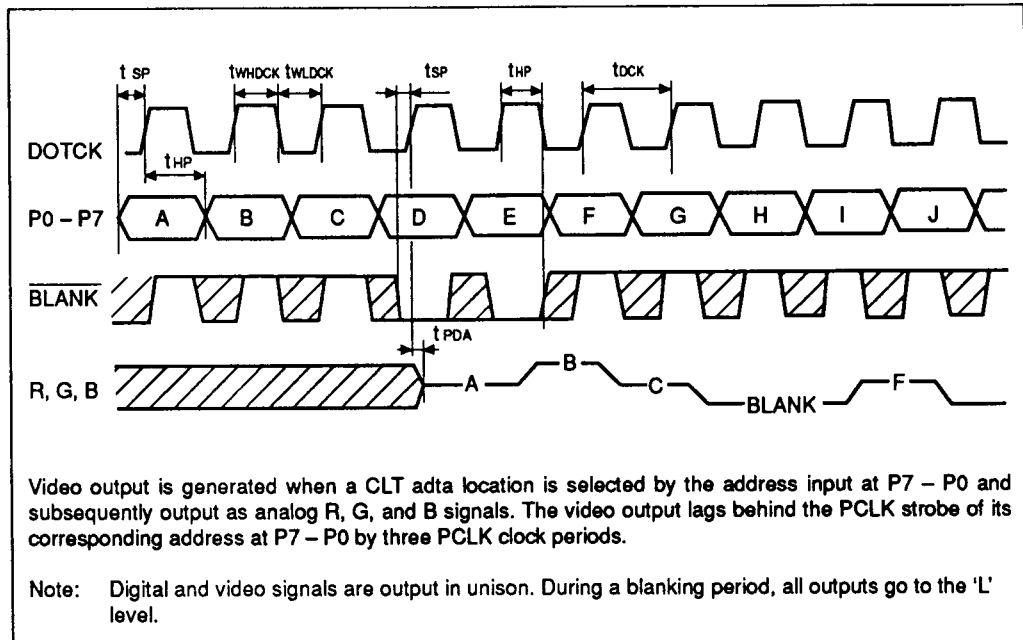 t SP tWHDCK tWLDCK tSP tHP tDCK
DOTCK
tHP
P0 – P7 A B C D E F G H I J
BLANK
t PDA
R, G, B A B C BLANK F
Video output is generated when a CLT adta location is selected by the address input at P7 – P0 and
subsequently output as analog R, G, and B signals. The video output lags behind the PCLK strobe of its
corresponding address at P7 – P0 by three PCLK clock periods.
Note: Digital and video signals are output in unison. During a blanking period, all outputs go to the 'L'
level.